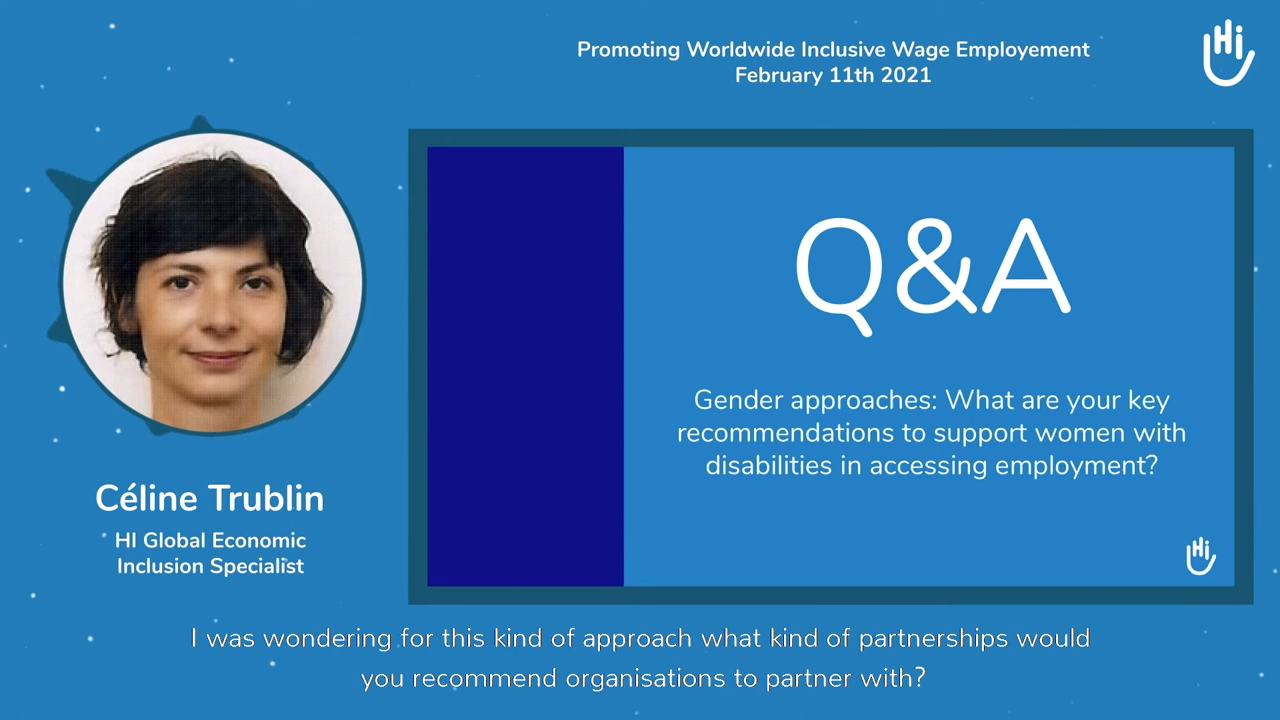 Promoting Worldwide Inclusive Wage Employement
February 11th 2021
Hi
Q&A
Gender approaches: What are your key
recommendations to support women with
disabilities in accessing employment?
Hi
Céline Trublin
HI Global Economic
Inclusion Specialist
I was wondering for this kind of approach what kind of partnerships would
you recommend organisations to partner with?